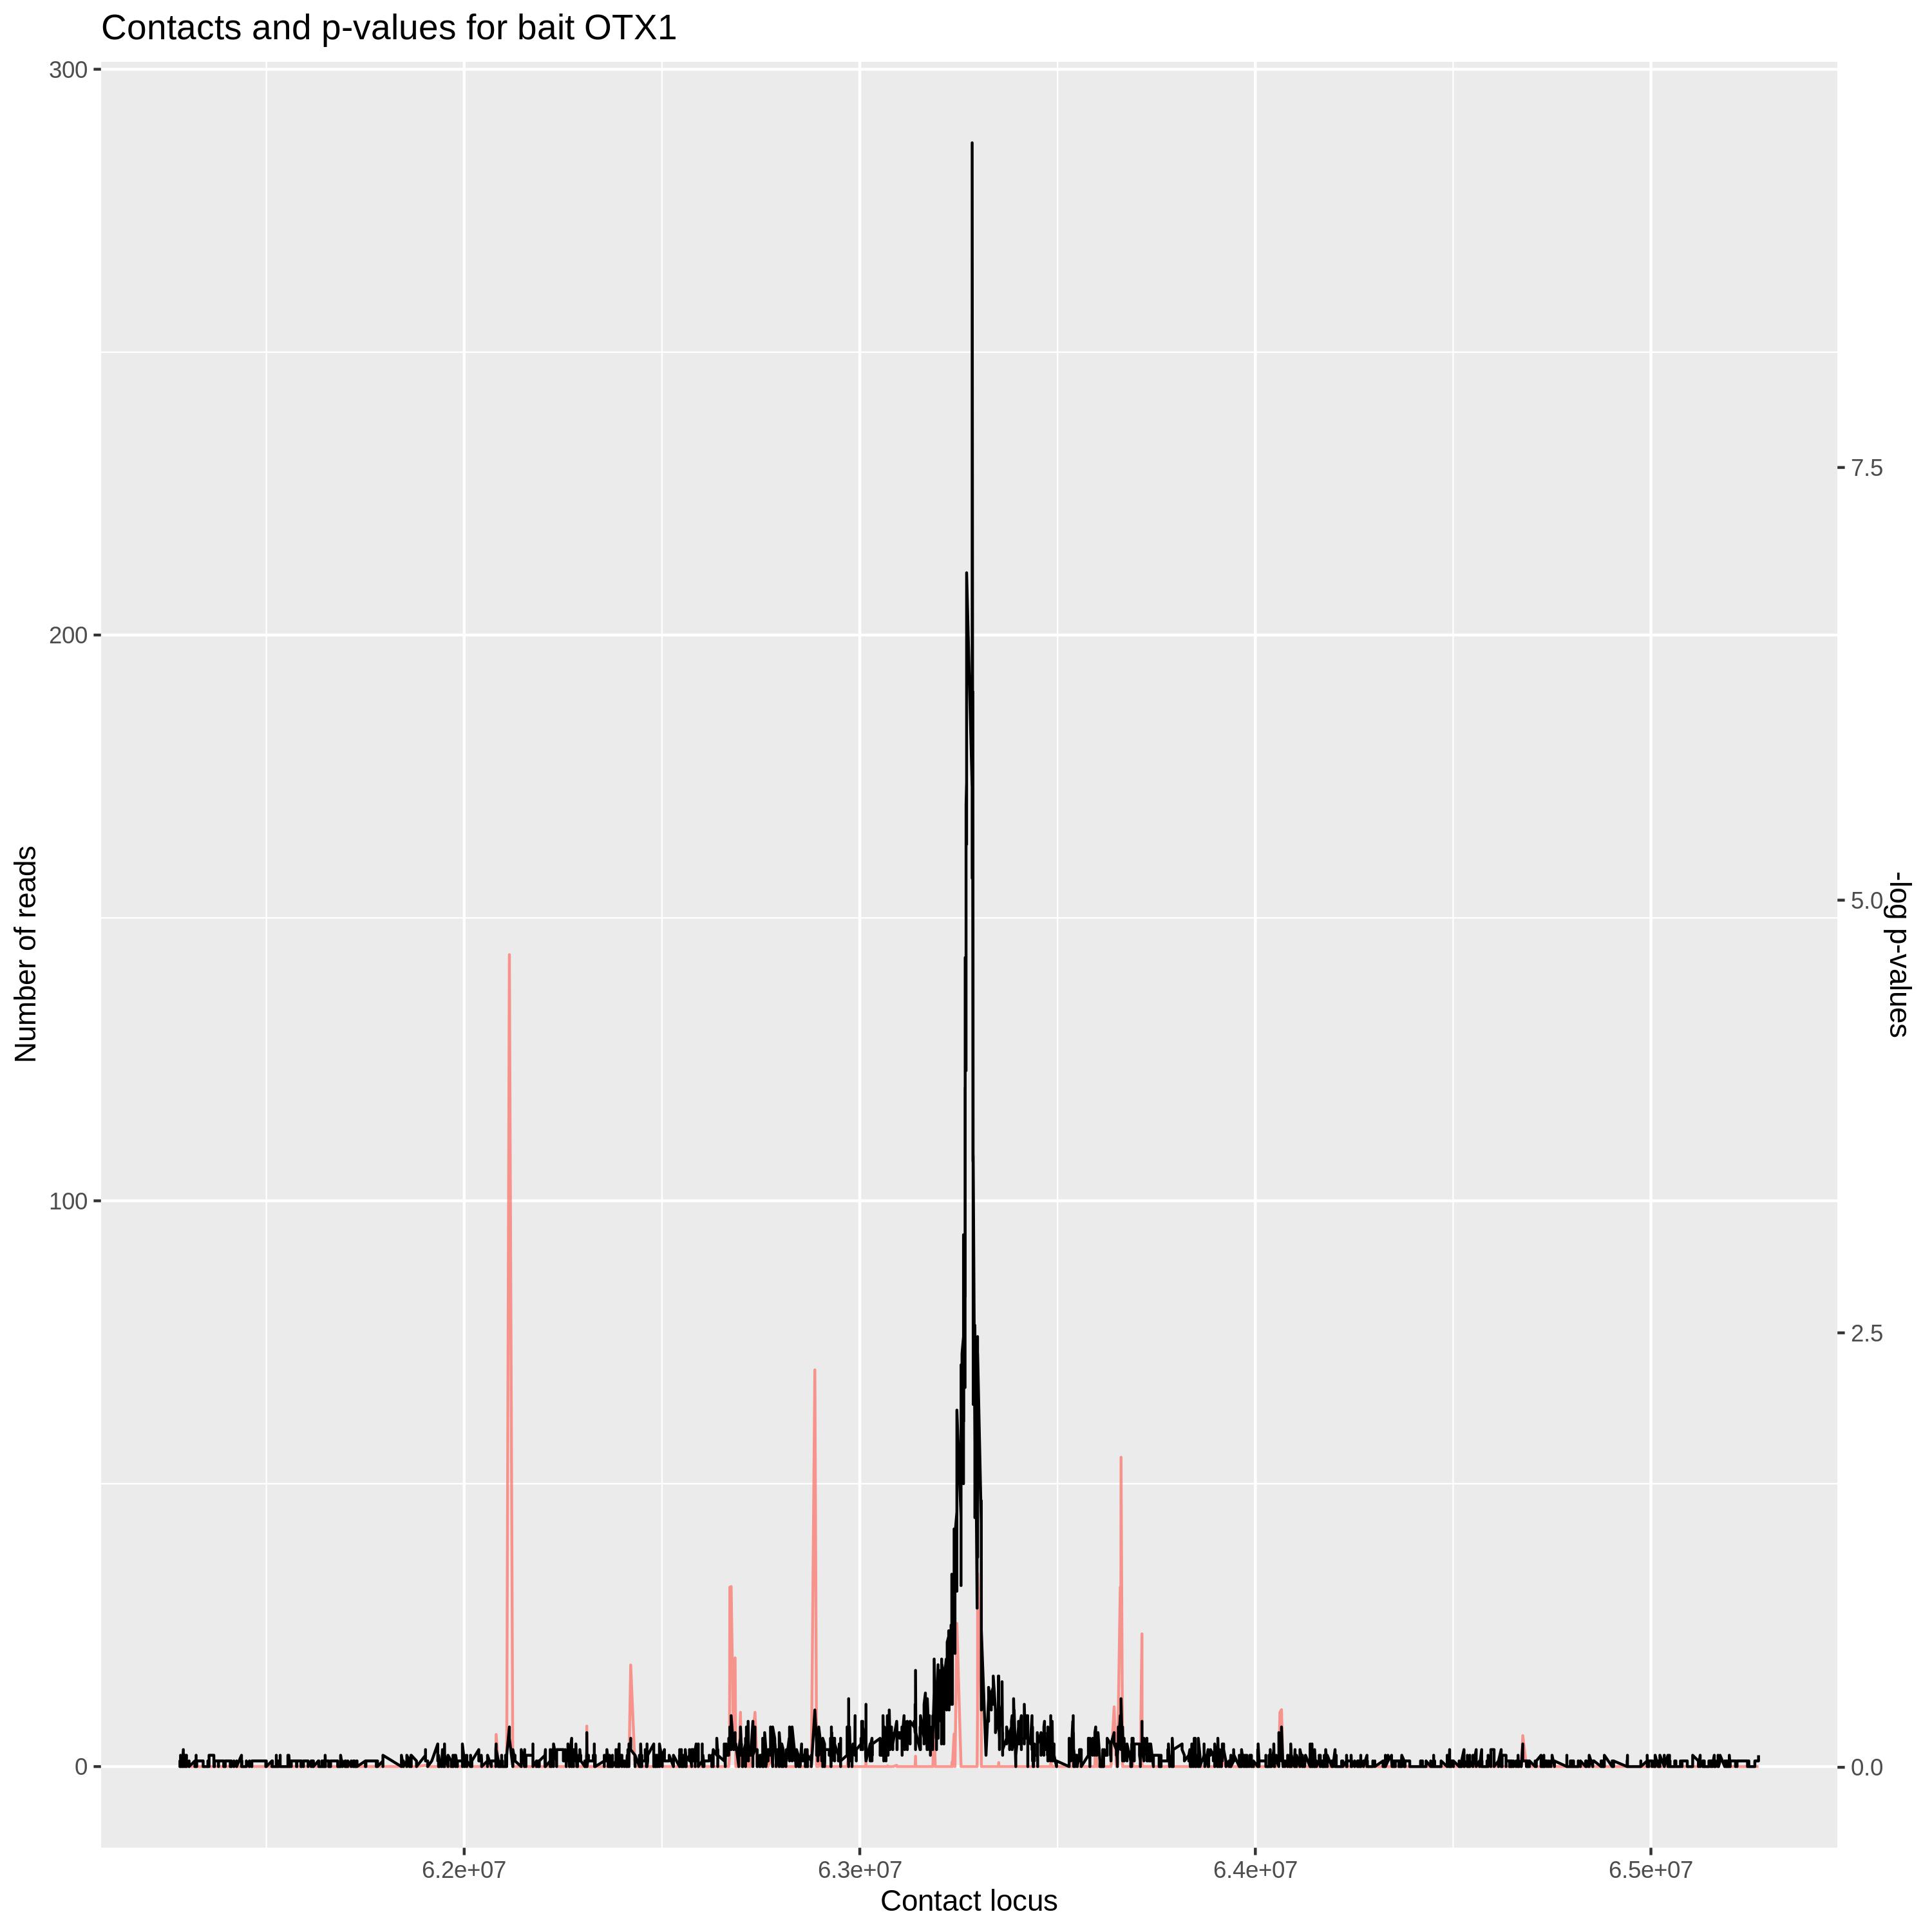 Contacts and p-values for bait OTX1
300
200
100
0
Number of reads
7.5
5.0
2.5
0.0
-log p-values
6.2e+07 6.3e+07 6.4e+07 6.5e+07
Contact locus